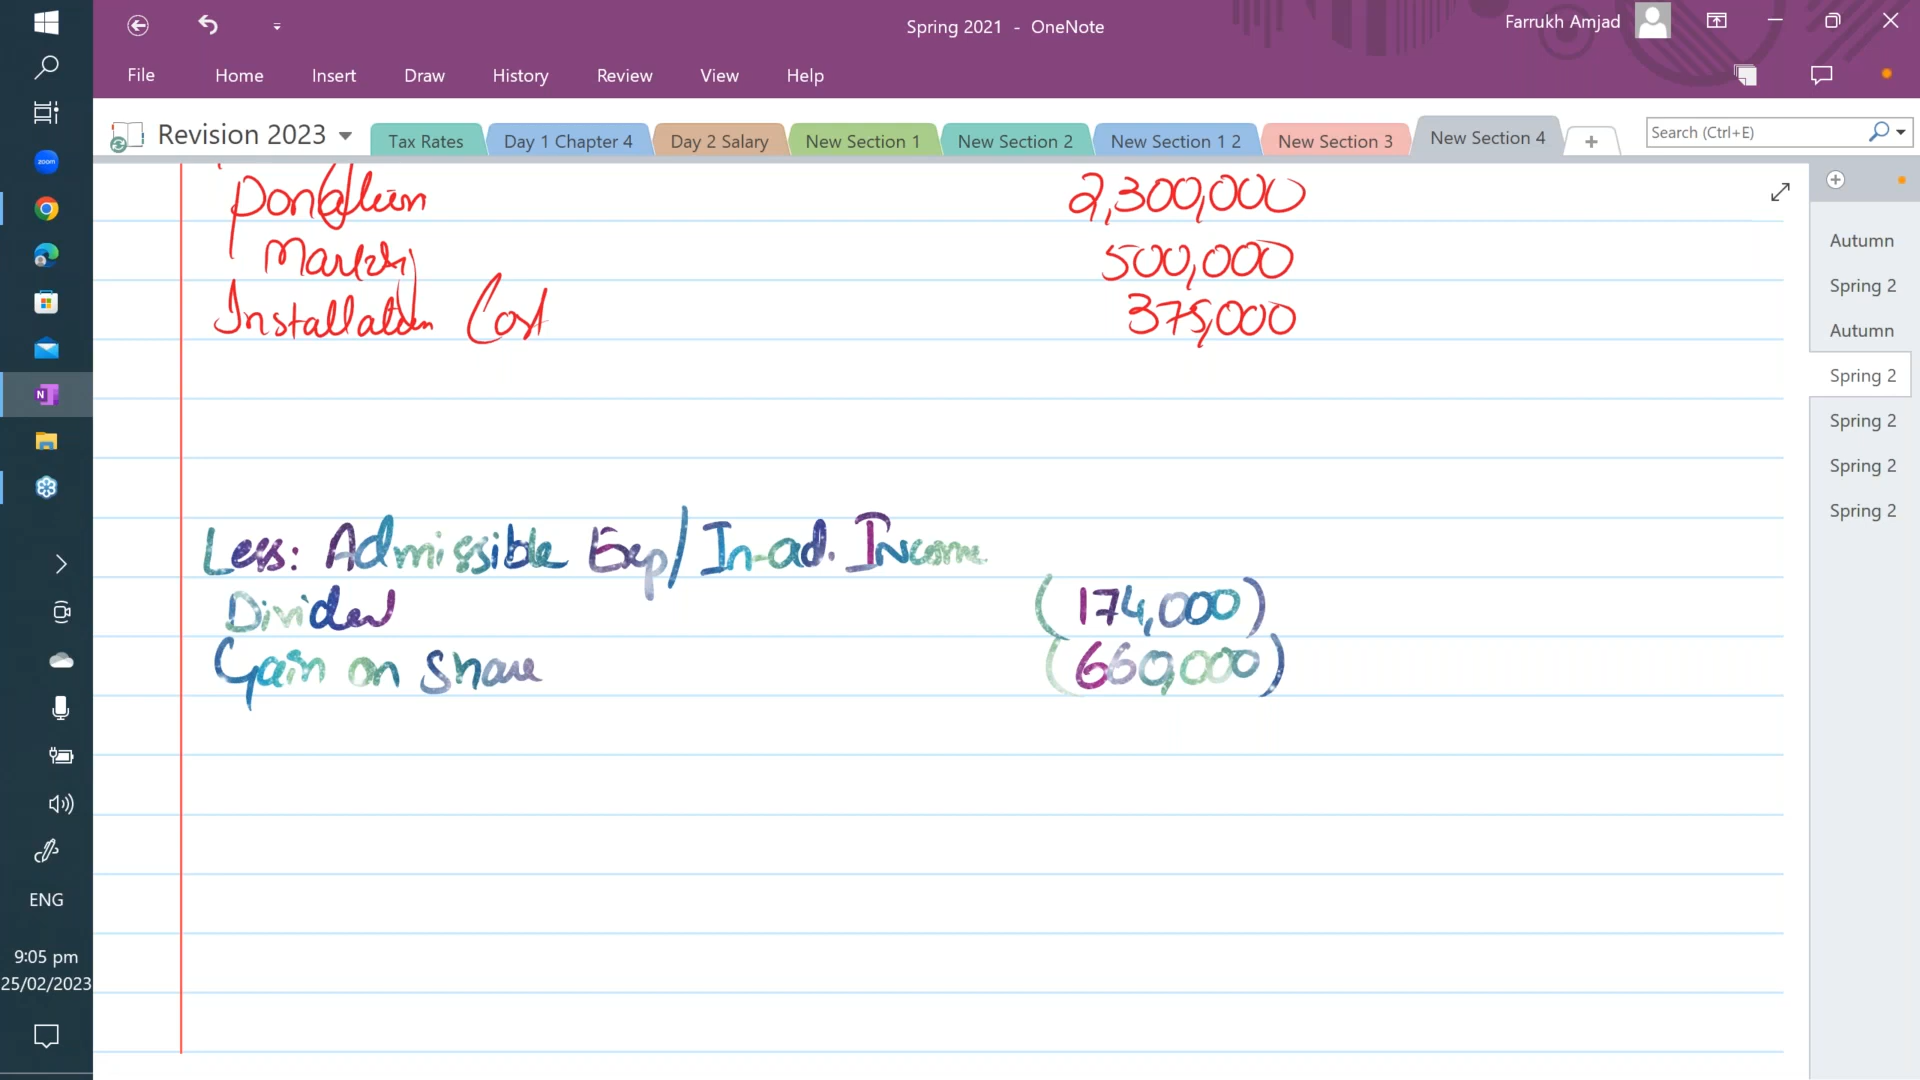 Spring 2021 - OneNote
Farrukh Amjad
File Home Insert Draw History Review View Help
Revision 2023
Tax Rates
Day 1 Chapter 4
Day 2 Salary
New Section 1
New Section 2
New Section 1 2
New Section 3
New Section 4
Search (Ctrl+E)
Donation 2,300,000
500,000
Installation Cost 375,000
Less: Admissible Exp/In-ad. Income
Dividend (174,000)
Gain on Share (660,000)
Autumn
Spring 2
Autumn
Spring 2
Spring 2
Spring 2
Spring 2
zoom
N
ENG
9:05 pm
25/02/2023